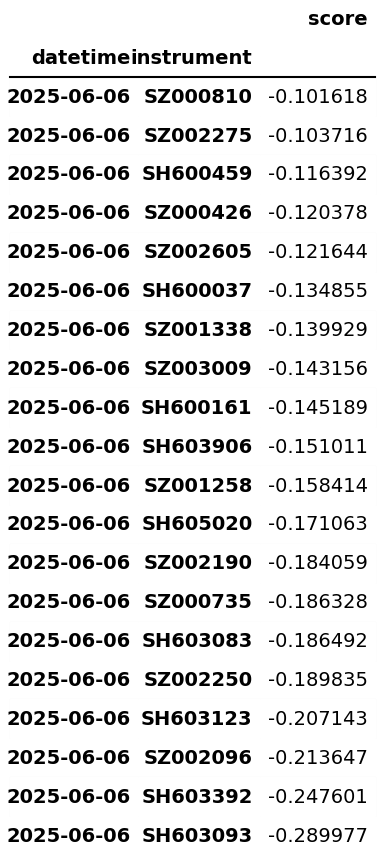 score
datetime instrument
2025-06-06 SZ000810 -0.101618
2025-06-06 SZ002275 -0.103716
2025-06-06 SH600459 -0.116392
2025-06-06 SZ000426 -0.120378
2025-06-06 SZ002605 -0.121644
2025-06-06 SH600037 -0.134855
2025-06-06 SZ001338 -0.139929
2025-06-06 SZ003009 -0.143156
2025-06-06 SH600161 -0.145189
2025-06-06 SH603906 -0.151011
2025-06-06 SZ001258 -0.158414
2025-06-06 SH605020 -0.171063
2025-06-06 SZ002190 -0.184059
2025-06-06 SZ000735 -0.186328
2025-06-06 SH603083 -0.186492
2025-06-06 SZ002250 -0.189835
2025-06-06 SH603123 -0.207143
2025-06-06 SZ002096 -0.213647
2025-06-06 SH603392 -0.247601
2025-06-06 SH603093 -0.289977